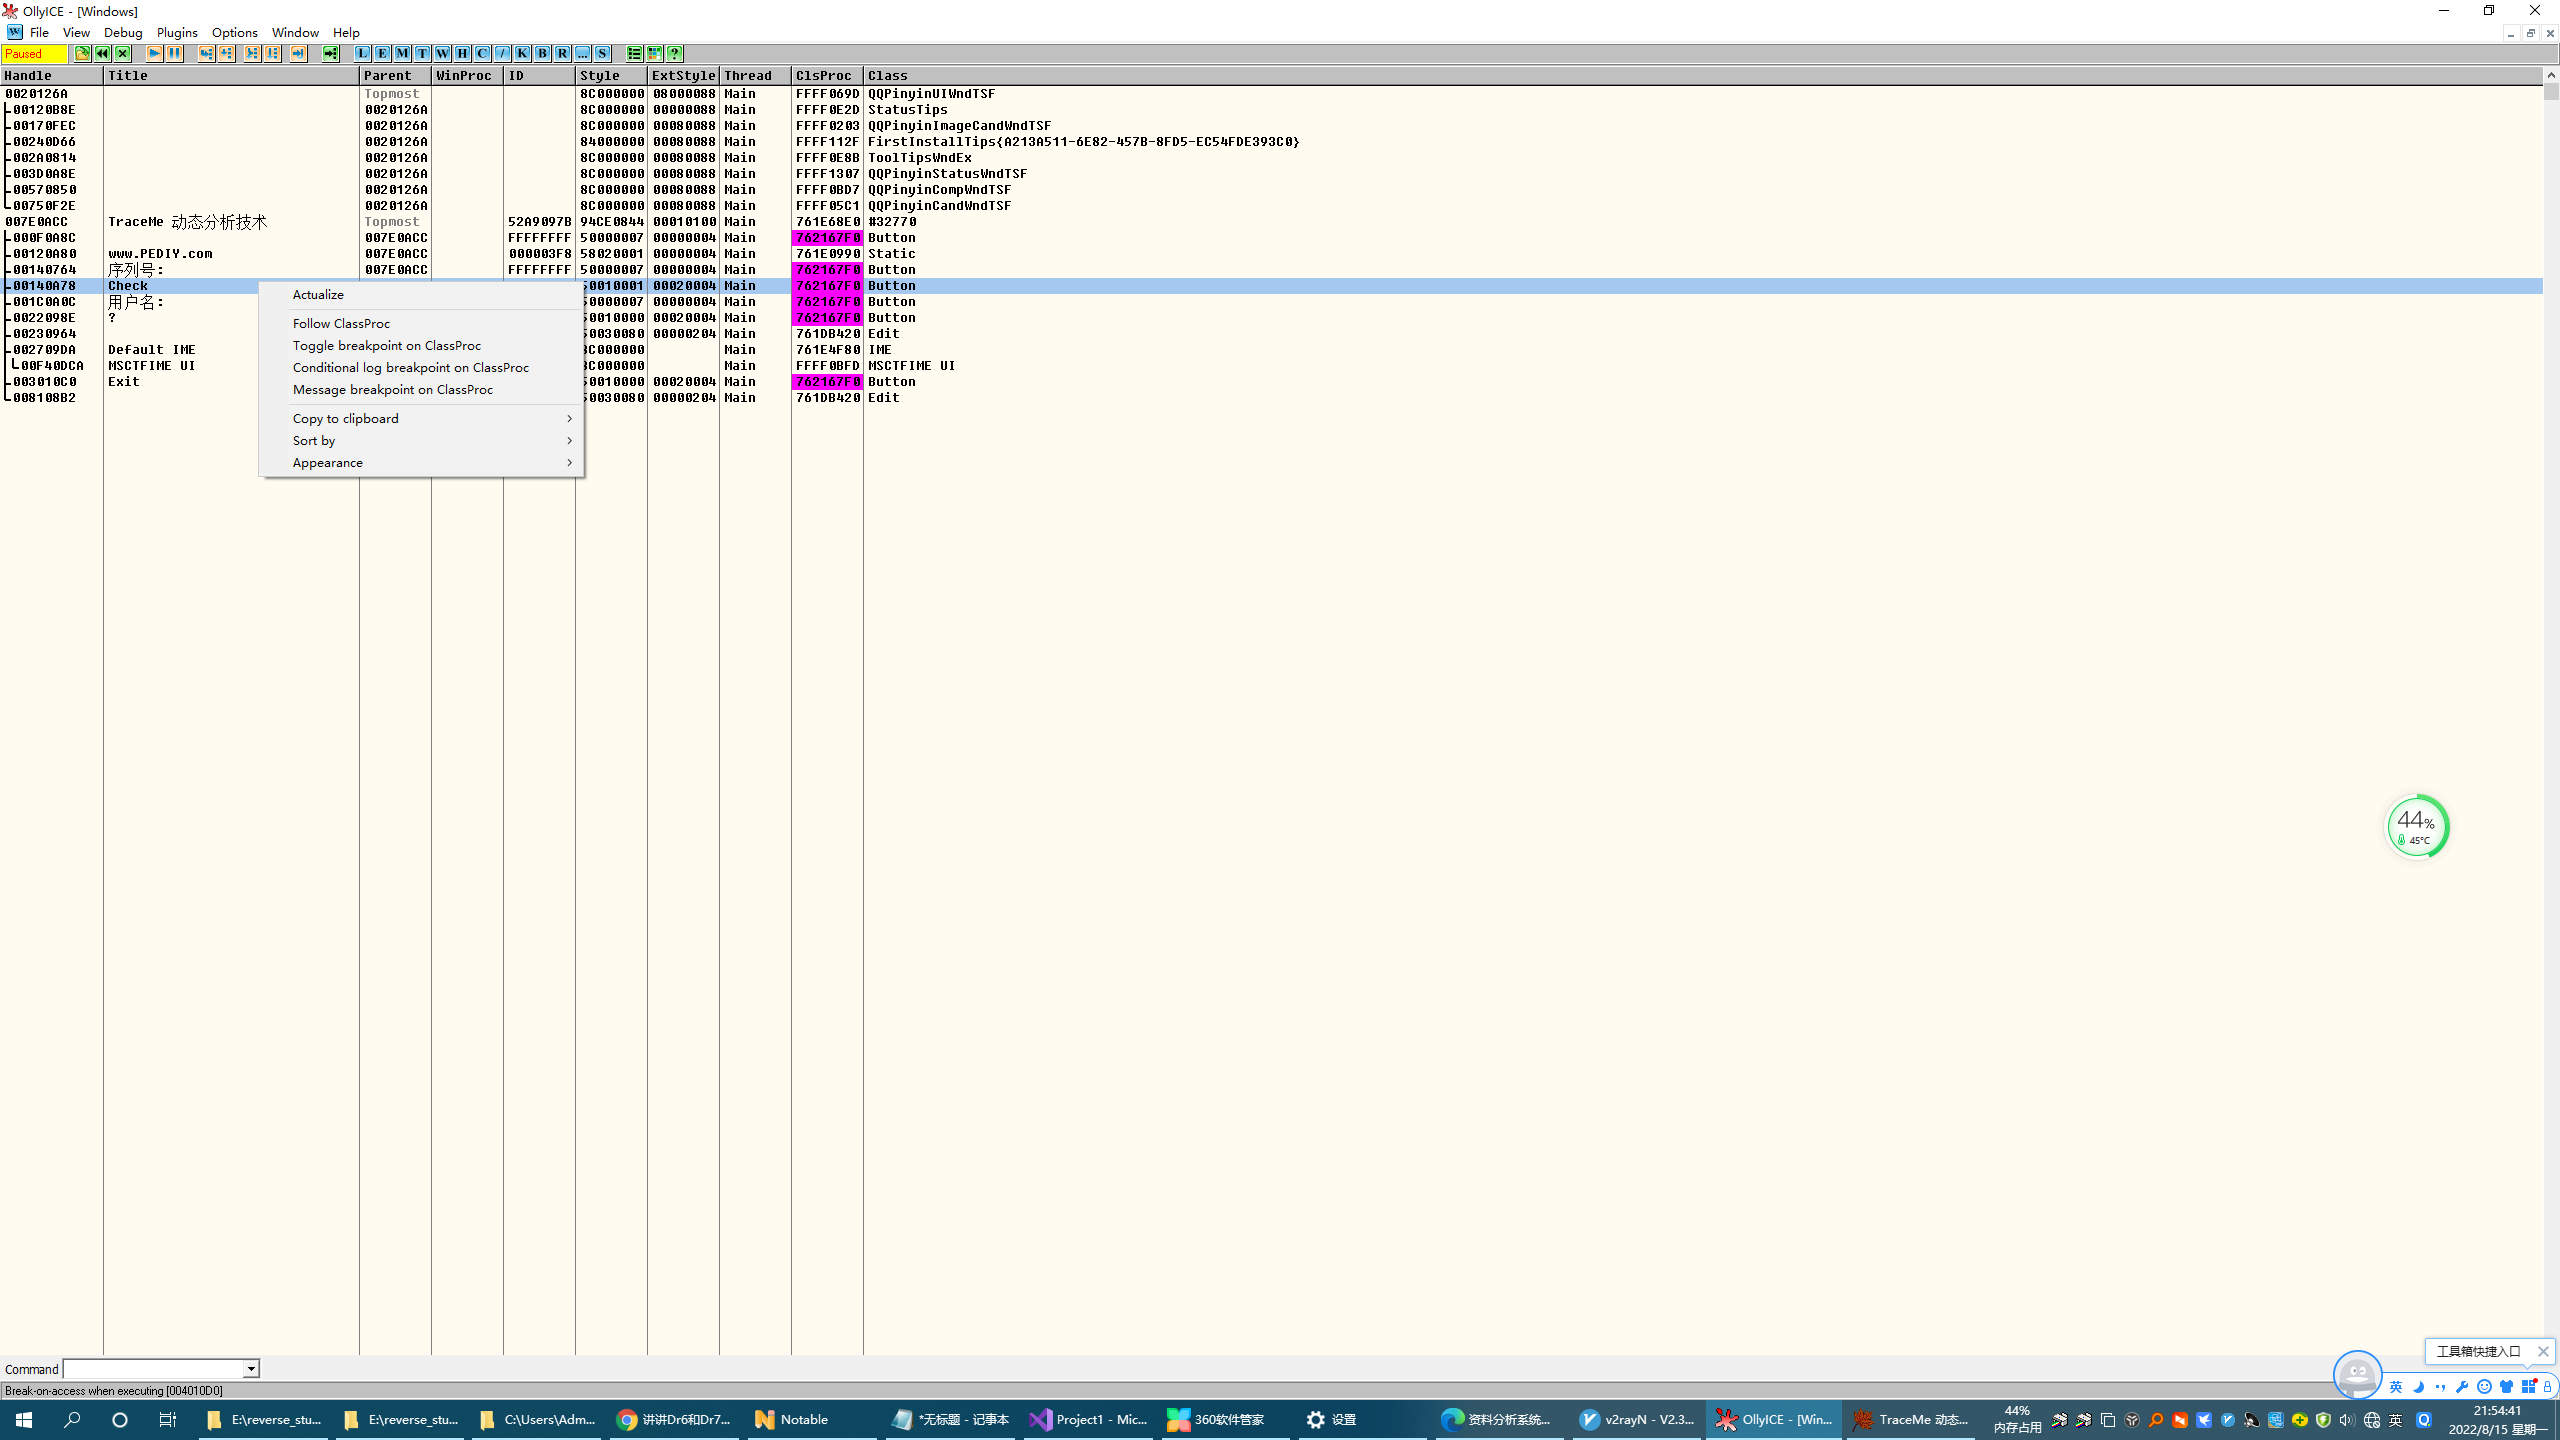 OllyICE - [Windows]
File View Debug Plugins Options Window Help
Paused L E M T W H C / K B R ... S ?
Handle Title Parent WinProc ID Style ExtStyle Thread ClsProc Class
0020126A Topmost 8C000000 08000088 Main FFFF069D QQPinyinUIWndTSF
00120B8E 0020126A 8C000000 00000088 Main FFFF0E2D StatusTips
00170FEC 0020126A 8C000000 00080088 Main FFFF0203 QQPinyinImageCandWndTSF
00240D66 0020126A 84000000 00080088 Main FFFF112F FirstInstallTips{A213A511-6E82-457B-8FD5-EC54FDE393C0}
002A0814 0020126A 8C000000 00080088 Main FFFF0E8B ToolTipsWndEx
003D0A8E 0020126A 8C000000 00080088 Main FFFF1307 QQPinyinStatusWndTSF
00570850 0020126A 8C000000 00080088 Main FFFF0BD7 QQPinyinCompWndTSF
00750F2E 0020126A 8C000000 00080088 Main FFFF05C1 QQPinyinCandWndTSF
007E0ACC TraceMe 动态分析技术 Topmost 52A9097B 94CE0844 00010100 Main 761E68E0 #32770
000F0A8C 007E0ACC FFFFFFFF 50000007 00000004 Main 762167F0 Button
00120A80 www.PEDIY.com 007E0ACC 000003F8 58020001 00000004 Main 761E0990 Static
00140764 序列号: 007E0ACC FFFFFFFF 50000007 00000004 Main 762167F0 Button
00140A78 Check 50010001 00020004 Main 762167F0 Button
001C0A0C 用户名: 50000007 00000004 Main 762167F0 Button
0022098E ? 50010000 00020004 Main 762167F0 Button
00230964 50030080 00000204 Main 761DB420 Edit
002709DA Default IME 8C000000 Main 761E4F80 IME
00F40DCA MSCTFIME UI 8C000000 Main FFFF0BFD MSCTFIME UI
003010C0 Exit 50010000 00020004 Main 762167F0 Button
008108B2 50030080 00000204 Main 761DB420 Edit
Actualize
Follow ClassProc
Toggle breakpoint on ClassProc
Conditional log breakpoint on ClassProc
Message breakpoint on ClassProc
Copy to clipboard
Sort by
Appearance
44%
45°C
工具箱快捷入口
Command
英
Break-on-access when executing [004010D0]
E:\reverse_stu... E:\reverse_stu... C:\Users\Adm... 讲讲Dr6和Dr7... Notable *无标题 - 记事本 Project1 - Mic... 360软件管家 设置 资料分析系统... v2rayN - V2.3... OllyICE - [Win... TraceMe 动态...
44%
内存占用
英
21:54:41
2022/8/15 星期一